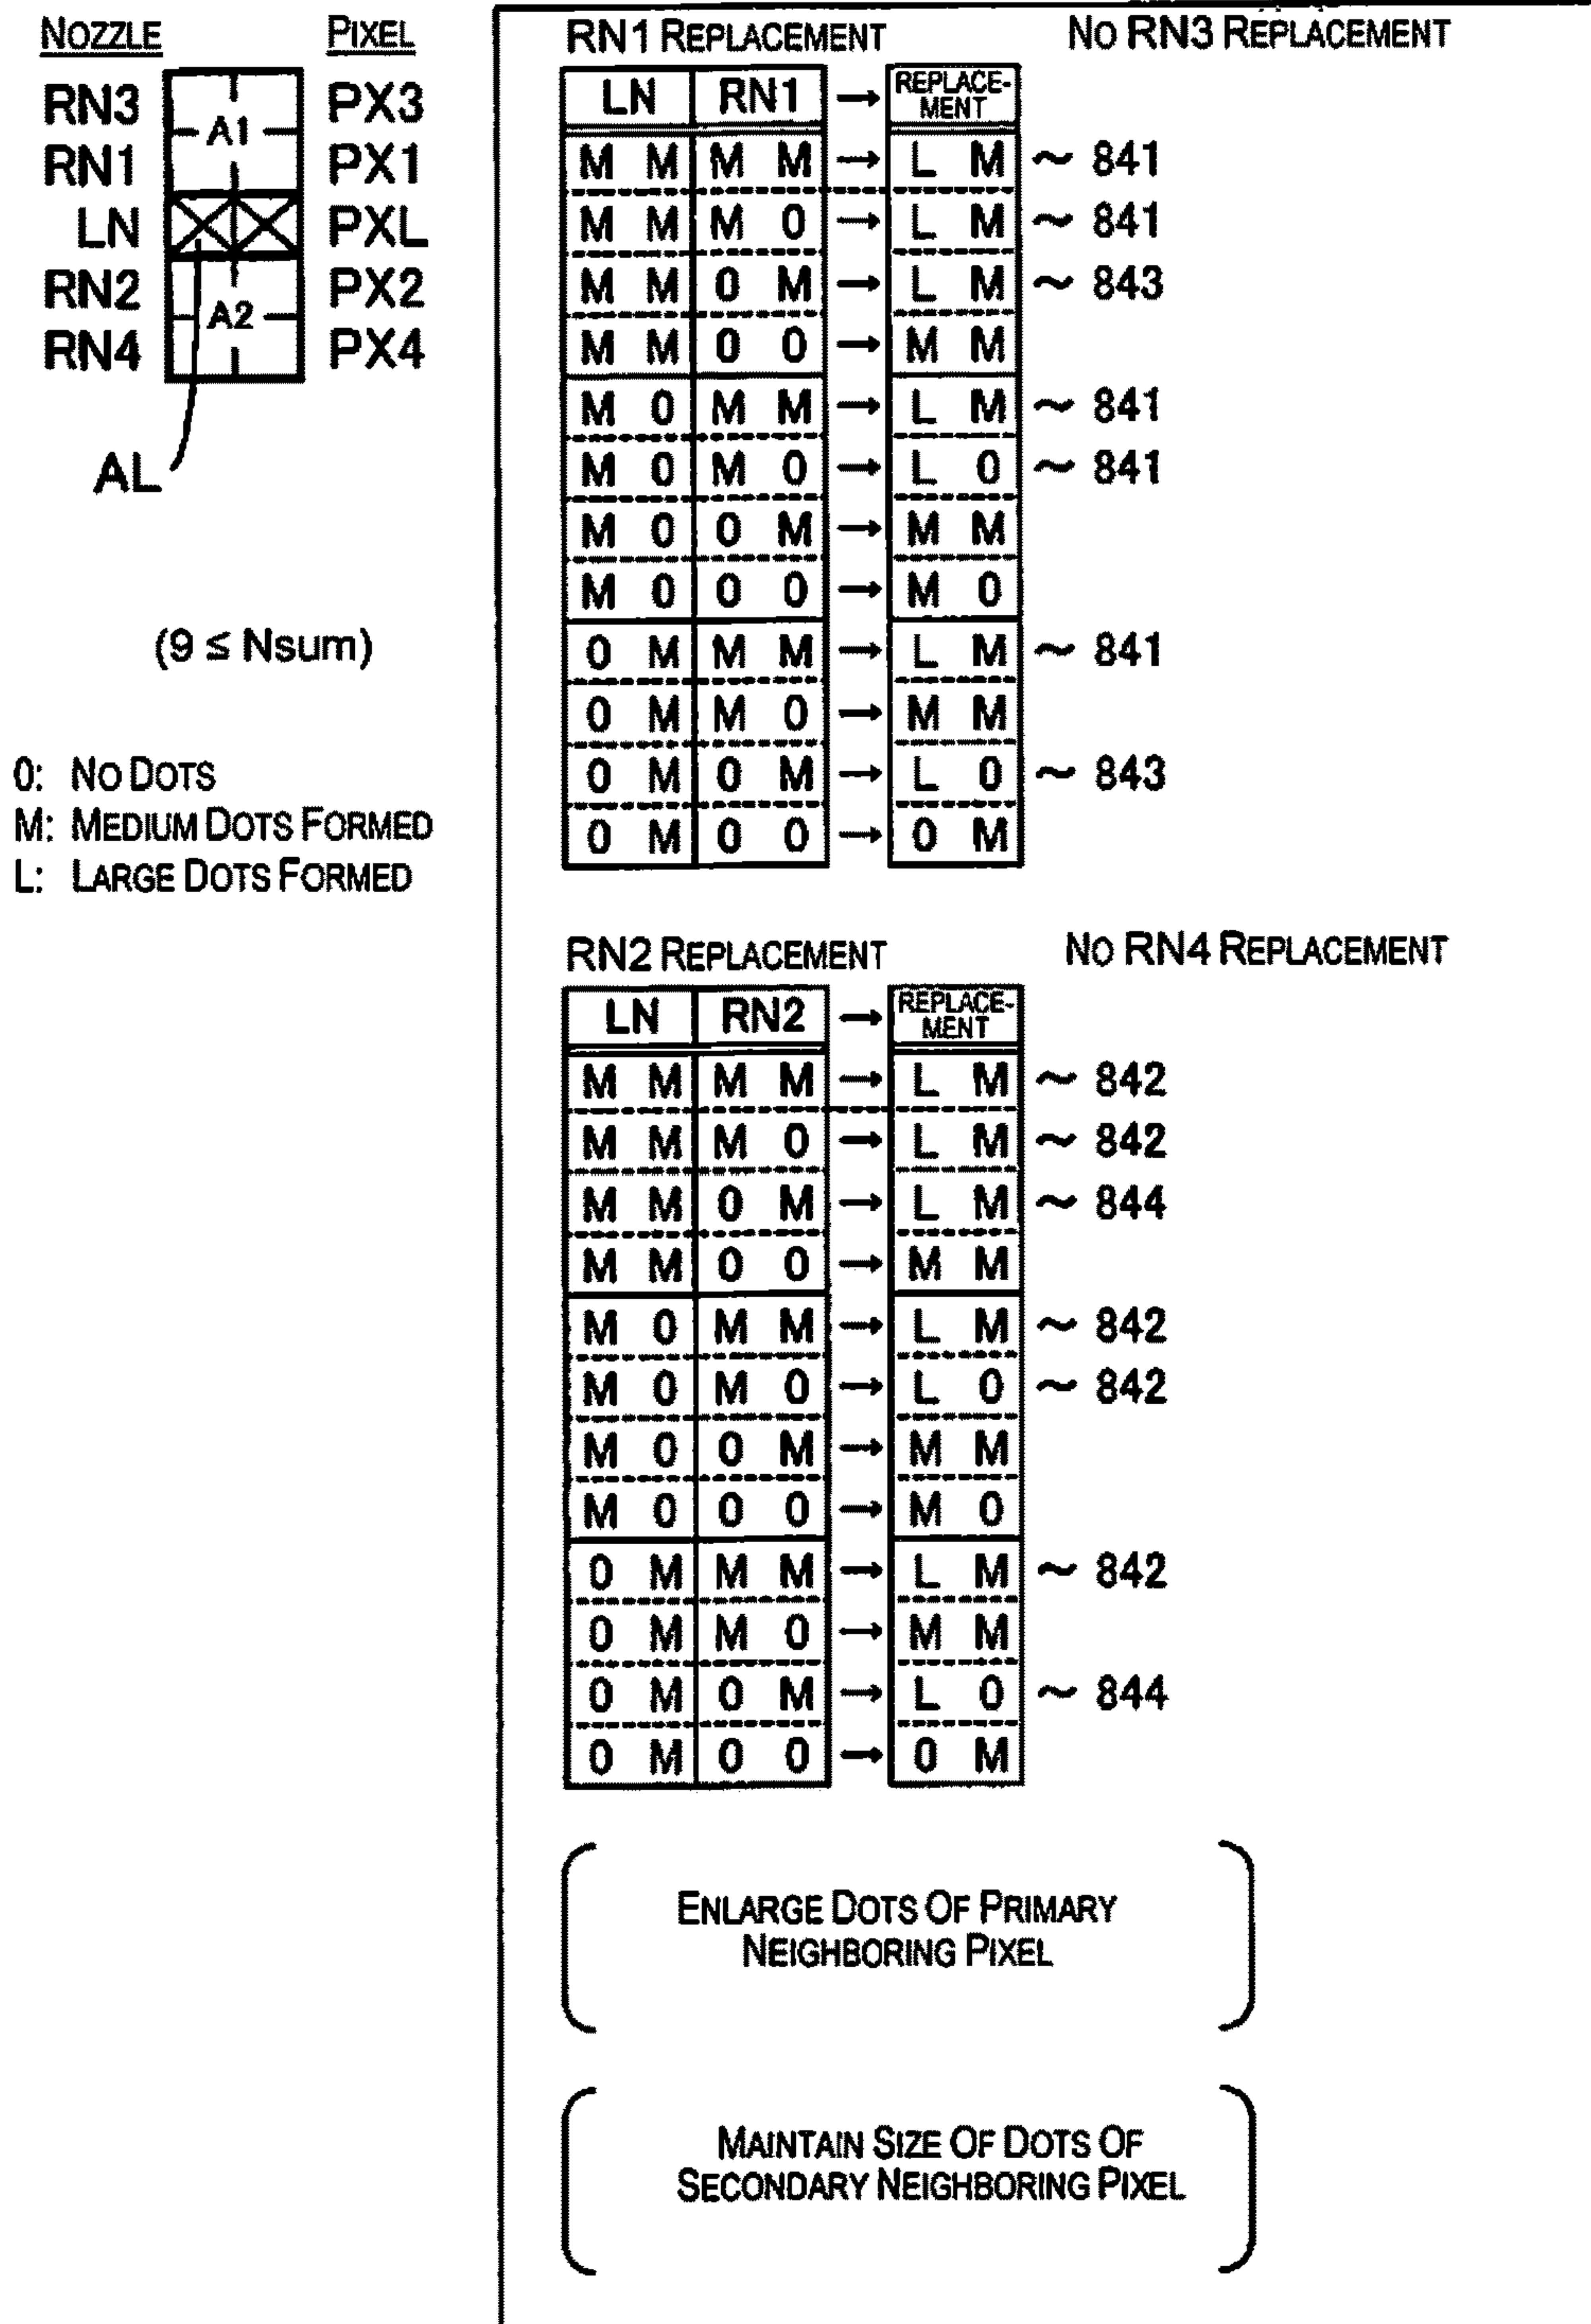 NOZZLE PIXEL
RN3 A1 PX3
RN1 PX1
LN PXL
RN2 A2 PX2
RN4 PX4
AL
(9 ≤ Nsum)
0: NO DOTS
M: MEDIUM DOTS FORMED
L: LARGE DOTS FORMED
RN1 REPLACEMENT NO RN3 REPLACEMENT
LN RN1 → REPLACE-
MENT
M M M M → L M ~ 841
M M M 0 → L M ~ 841
M M 0 M → L M ~ 843
M M 0 0 → M M
M 0 M M → L M ~ 841
M 0 M 0 → L 0 ~ 841
M 0 0 M → M M
M 0 0 0 → M 0
0 M M M → L M ~ 841
0 M M 0 → M M
0 M 0 M → L 0 ~ 843
0 M 0 0 → 0 M
RN2 REPLACEMENT NO RN4 REPLACEMENT
LN RN2 → REPLACE-
MENT
M M M M → L M ~ 842
M M M 0 → L M ~ 842
M M 0 M → L M ~ 844
M M 0 0 → M M
M 0 M M → L M ~ 842
M 0 M 0 → L 0 ~ 842
M 0 0 M → M M
M 0 0 0 → M 0
0 M M M → L M ~ 842
0 M M 0 → M M
0 M 0 M → L 0 ~ 844
0 M 0 0 → 0 M
ENLARGE DOTS OF PRIMARY
NEIGHBORING PIXEL
MAINTAIN SIZE OF DOTS OF
SECONDARY NEIGHBORING PIXEL